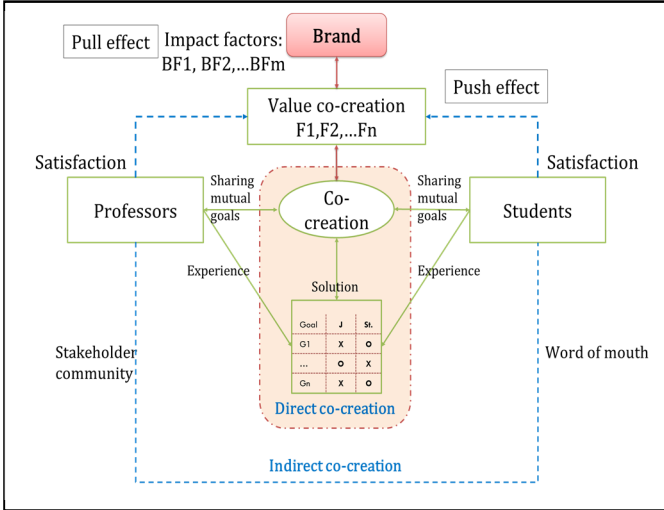 Pull effect
Impact factors:
BF1, BF2,...BFm
Brand
Push effect
Value co-creation
F1,F2,...Fn
Satisfaction
Satisfaction
Professors
Sharing
mutual
goals
Co-
creation
Sharing
mutual
goals
Students
Experience
Experience
Solution
Goal J St.
G1 X O
... O X
Gn X O
Stakeholder
community
Word of mouth
Direct co-creation
Indirect co-creation